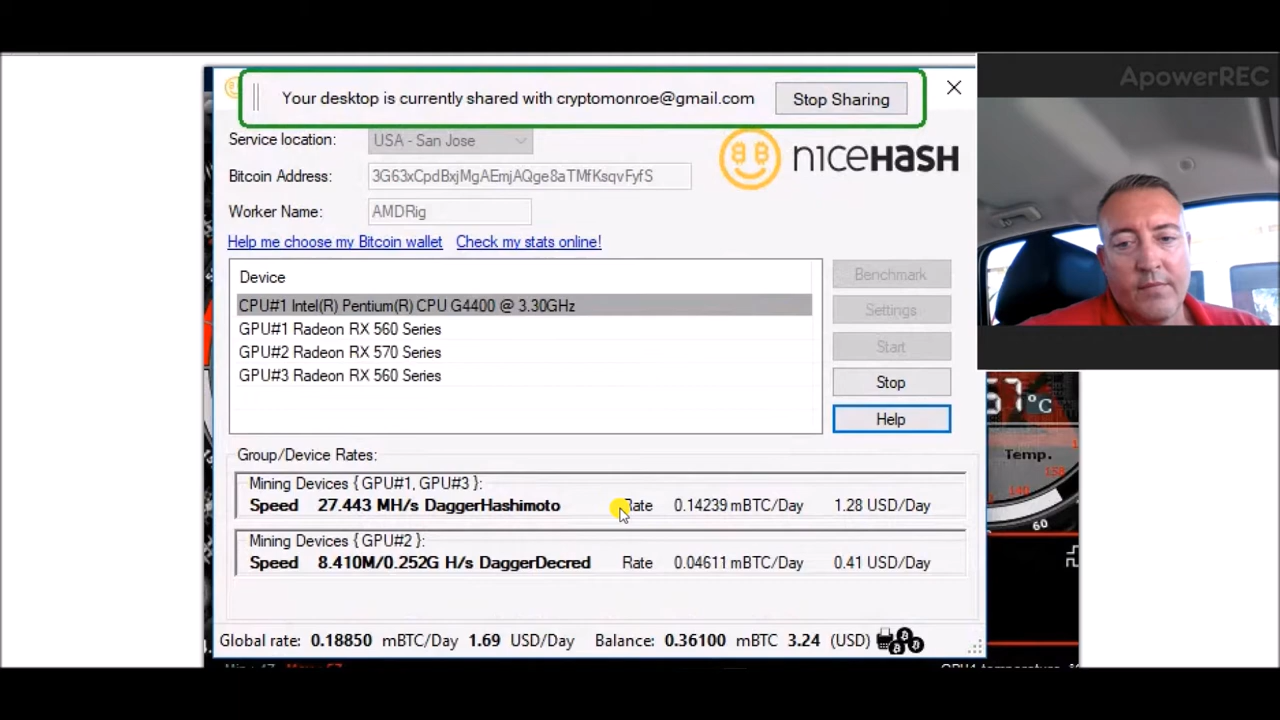 ApowerREC
Your desktop is currently shared with cryptomonroe@gmail.com
Stop Sharing
Service location: USA - San Jose
nicehash
Bitcoin Address: 3G63xCpdBxjMgAEmjAQge8aTMfKsqvFyfS
Worker Name: AMDRig
Help me choose my Bitcoin wallet Check my stats online!
Device
Benchmark
CPU#1 Intel(R) Pentium(R) CPU G4400 @ 3.30GHz
Settings
GPU#1 Radeon RX 560 Series
Start
GPU#2 Radeon RX 570 Series
GPU#3 Radeon RX 560 Series
Stop
57 °C
Help
Group/Device Rates:
Temp.
Mining Devices { GPU#1, GPU#3 }:
150
140
Speed 27.443 MH/s DaggerHashimoto Rate 0.14239 mBTC/Day 1.28 USD/Day
60
Mining Devices { GPU#2 }:
Speed 8.410M/0.252G H/s DaggerDecred Rate 0.04611 mBTC/Day 0.41 USD/Day
Global rate: 0.18850 mBTC/Day 1.69 USD/Day Balance: 0.36100 mBTC 3.24 (USD)